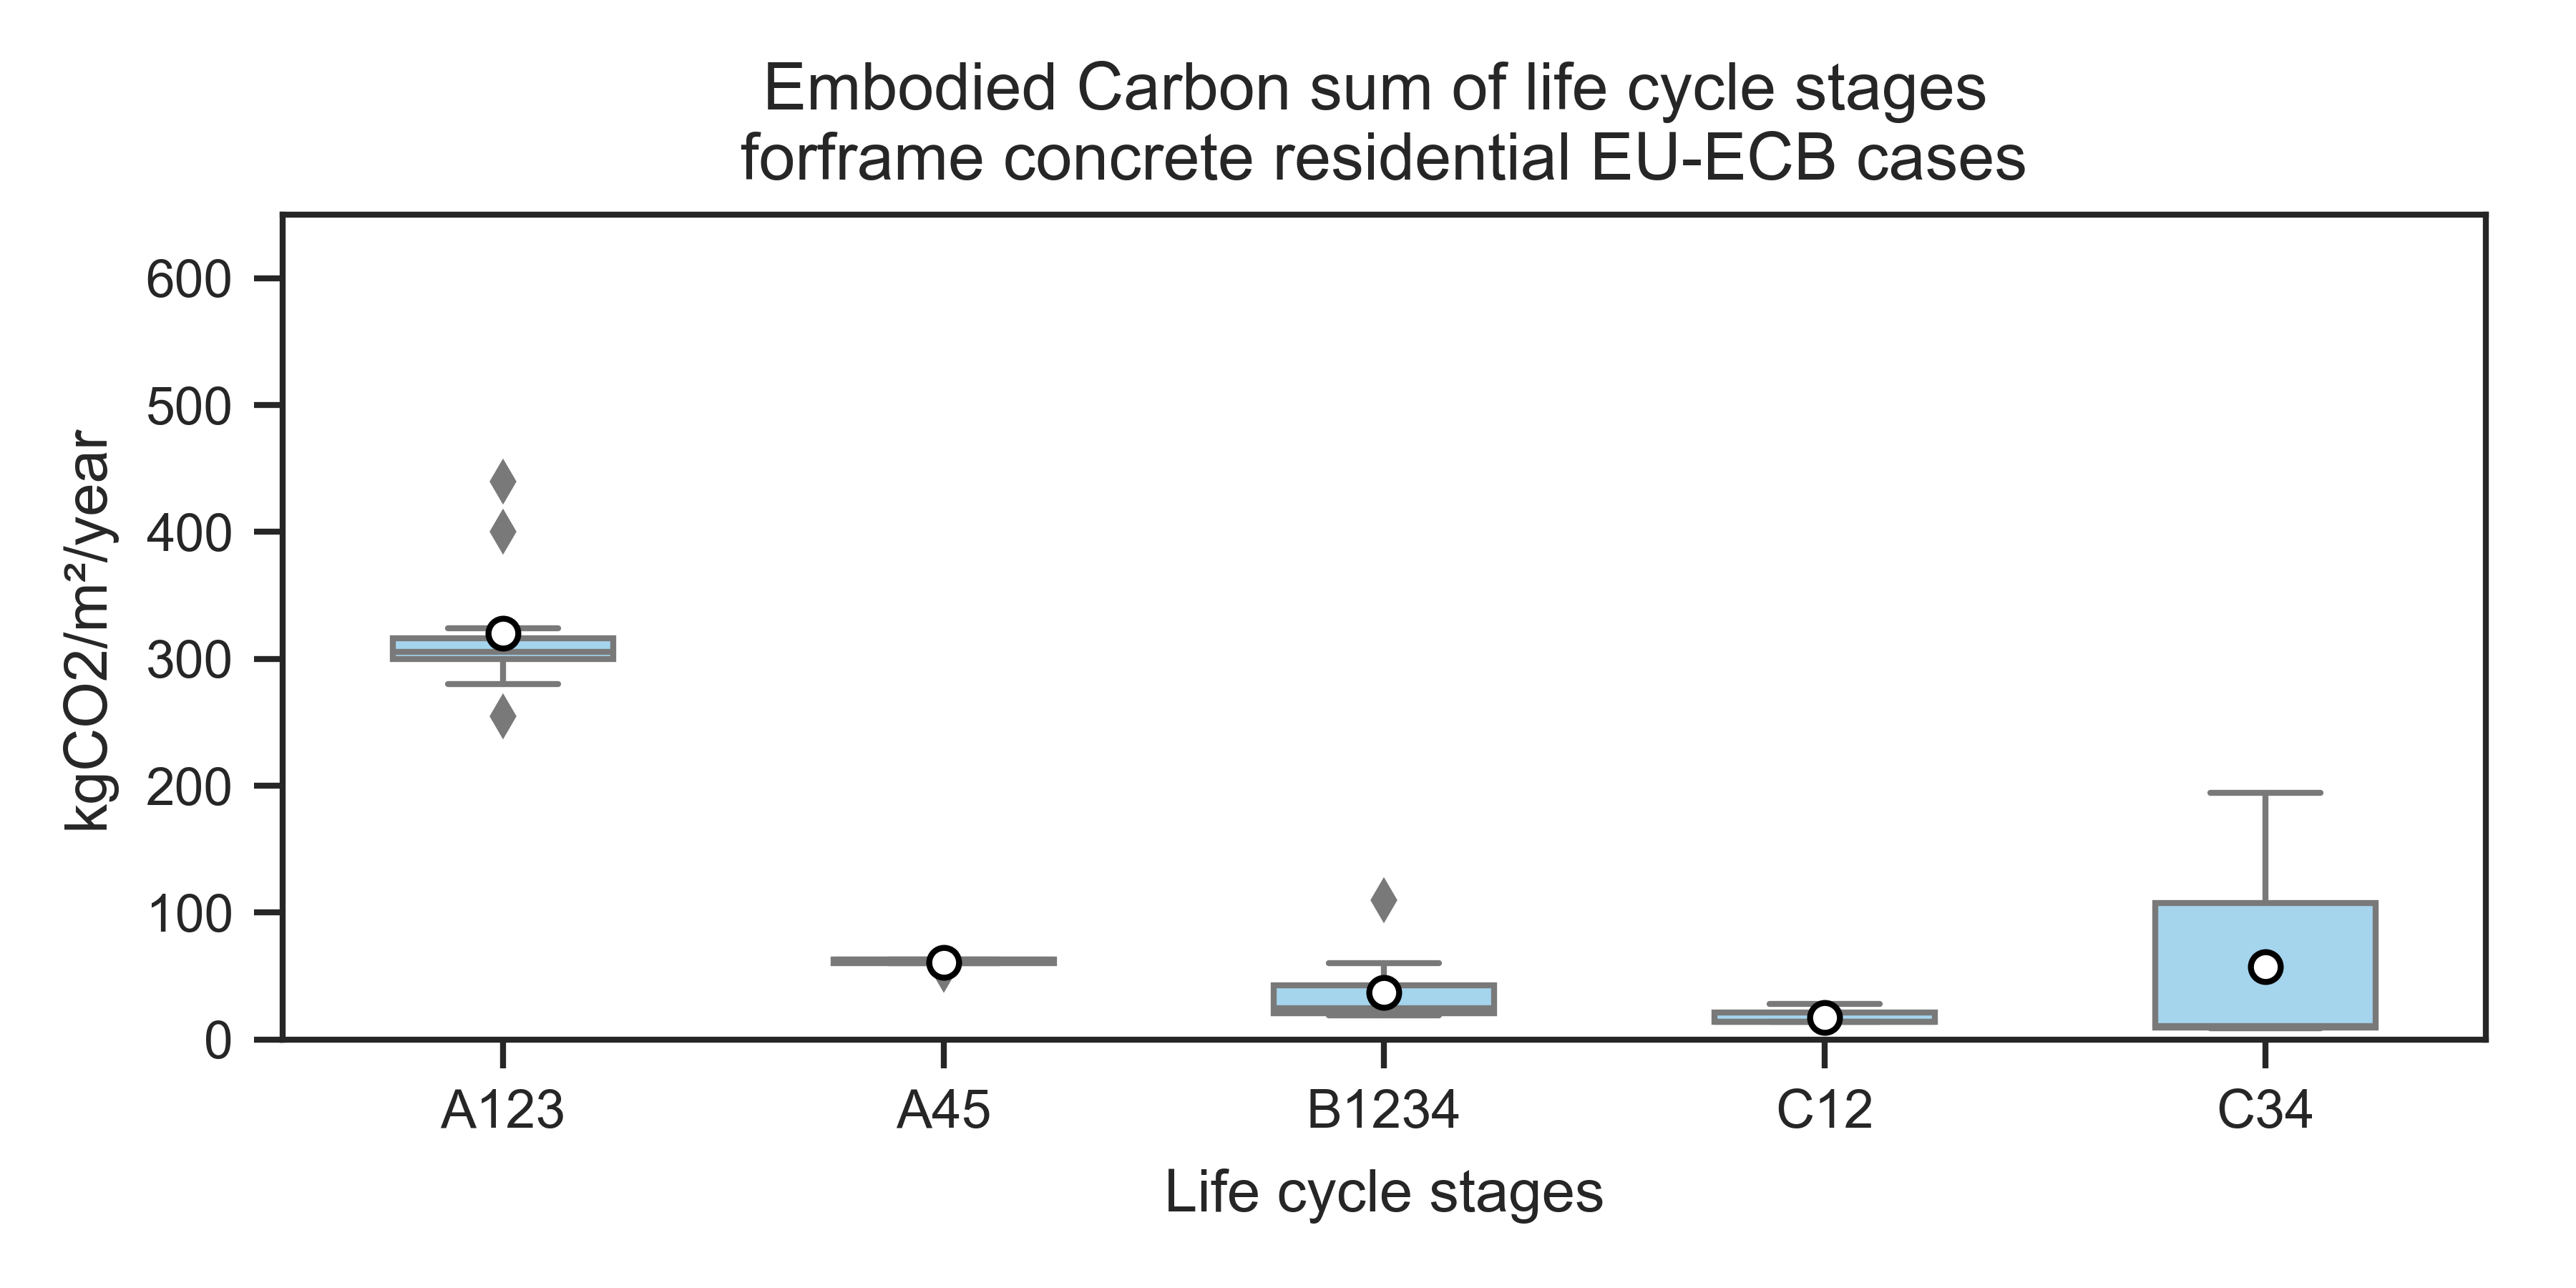 Embodied Carbon sum of life cycle stages
forframe concrete residential EU-ECB cases
kgCO2/m²/year
600
500
400
300
200
100
0
A123 A45 B1234 C12 C34
Life cycle stages